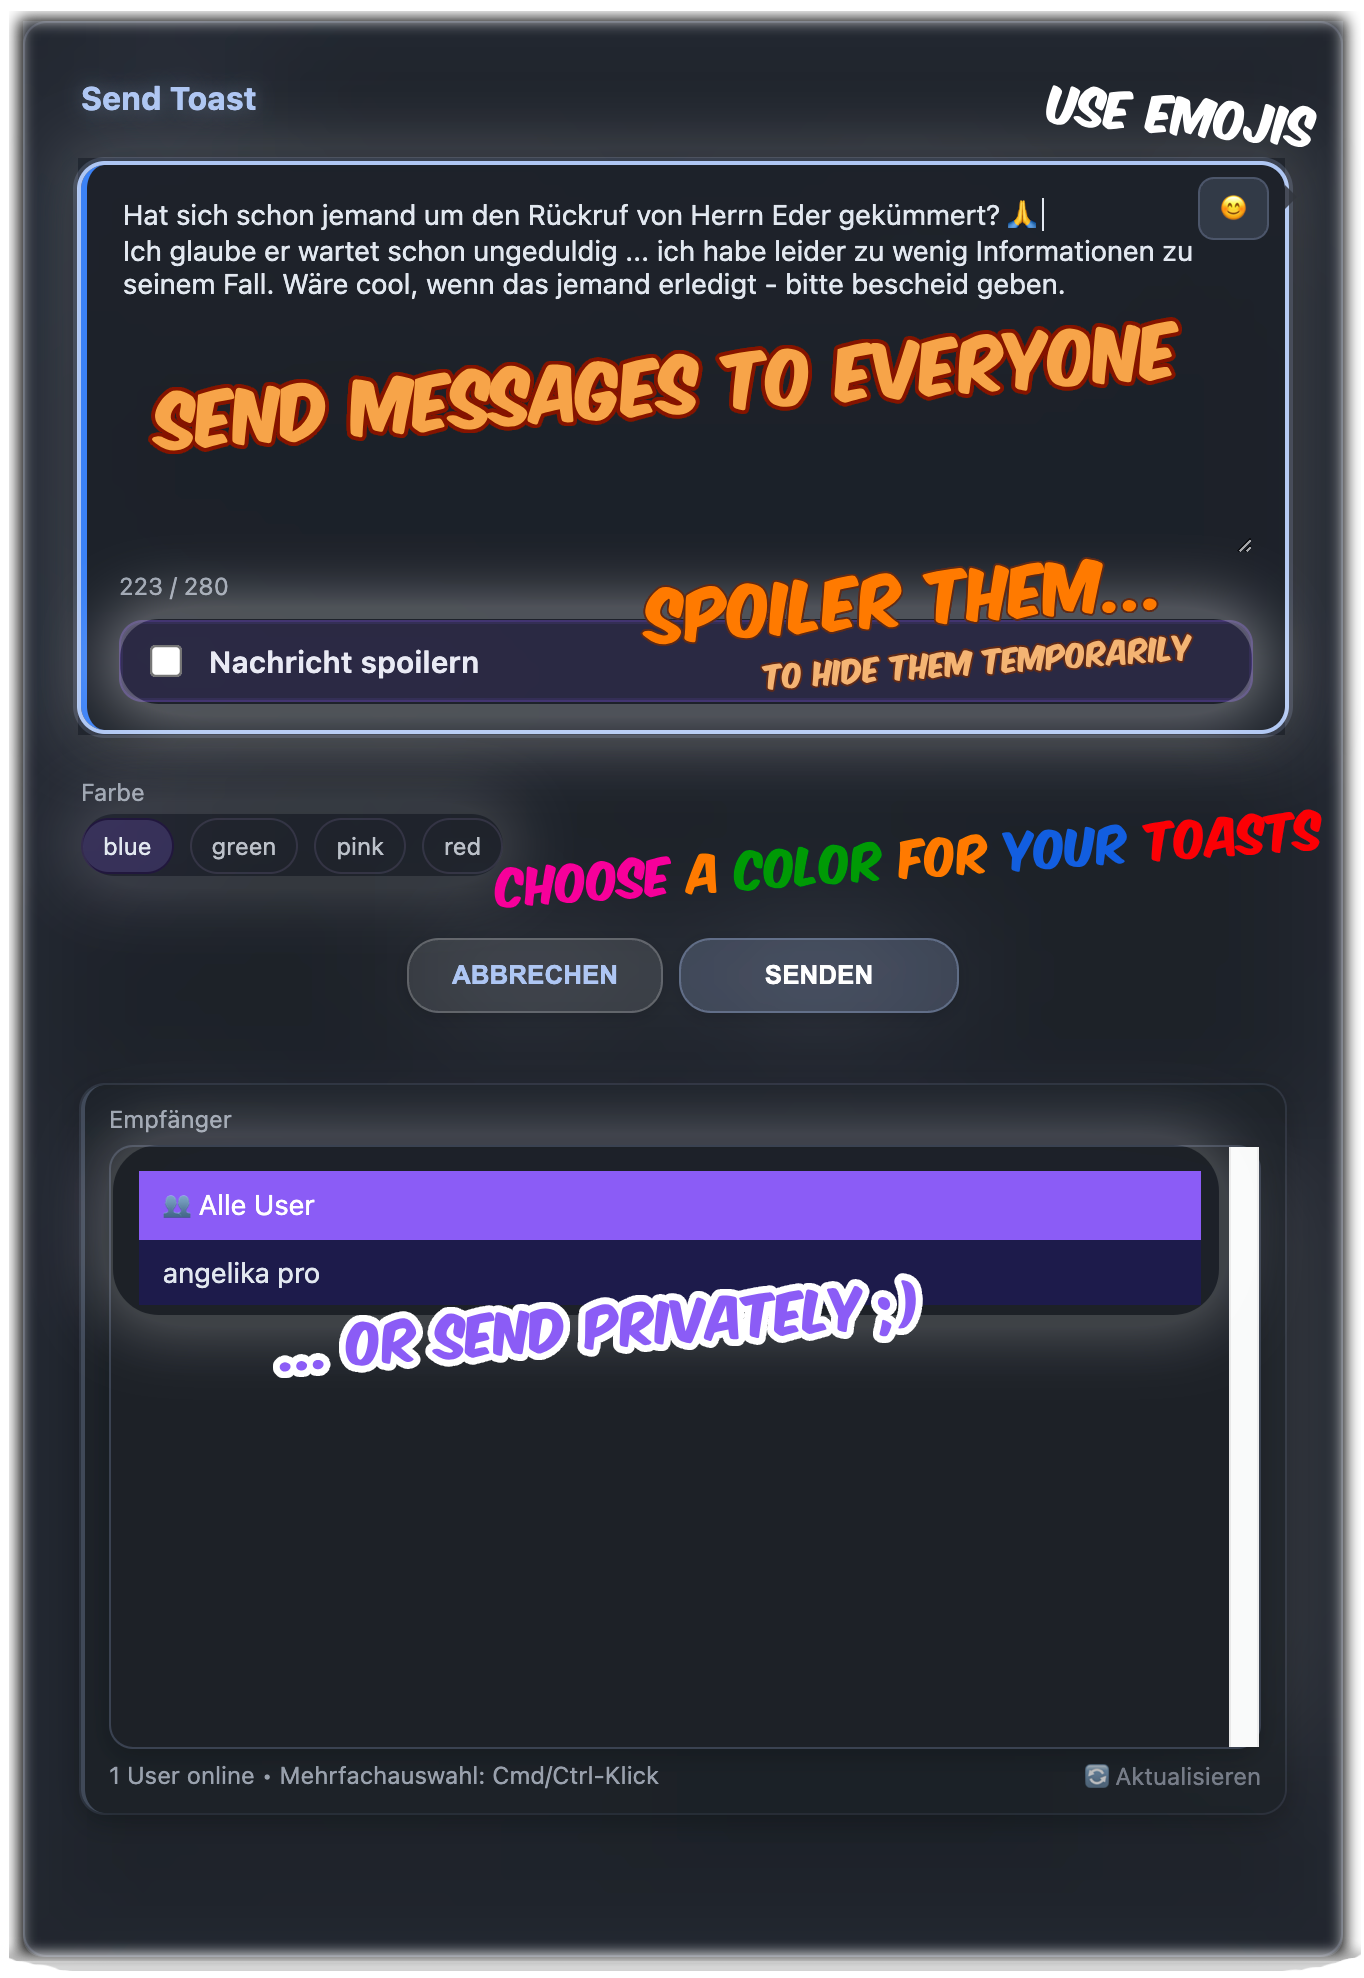 Send Toast
USE EMOJIS
Hat sich schon jemand um den Rückruf von Herrn Eder gekümmert? 🙏
😊
Ich glaube er wartet schon ungeduldig ... ich habe leider zu wenig Informationen zu
seinem Fall. Wäre cool, wenn das jemand erledigt - bitte bescheid geben.
SEND MESSAGES TO EVERYONE
223 / 280
SPOILER THEM...
Nachricht spoilern
TO HIDE THEM TEMPORARILY
Farbe
blue green pink red
CHOOSE A COLOR FOR YOUR TOASTS
ABBRECHEN SENDEN
Empfänger
👥 Alle User
angelika pro
... OR SEND PRIVATELY ;)
1 User online • Mehrfachauswahl: Cmd/Ctrl-Klick
🔄 Aktualisieren